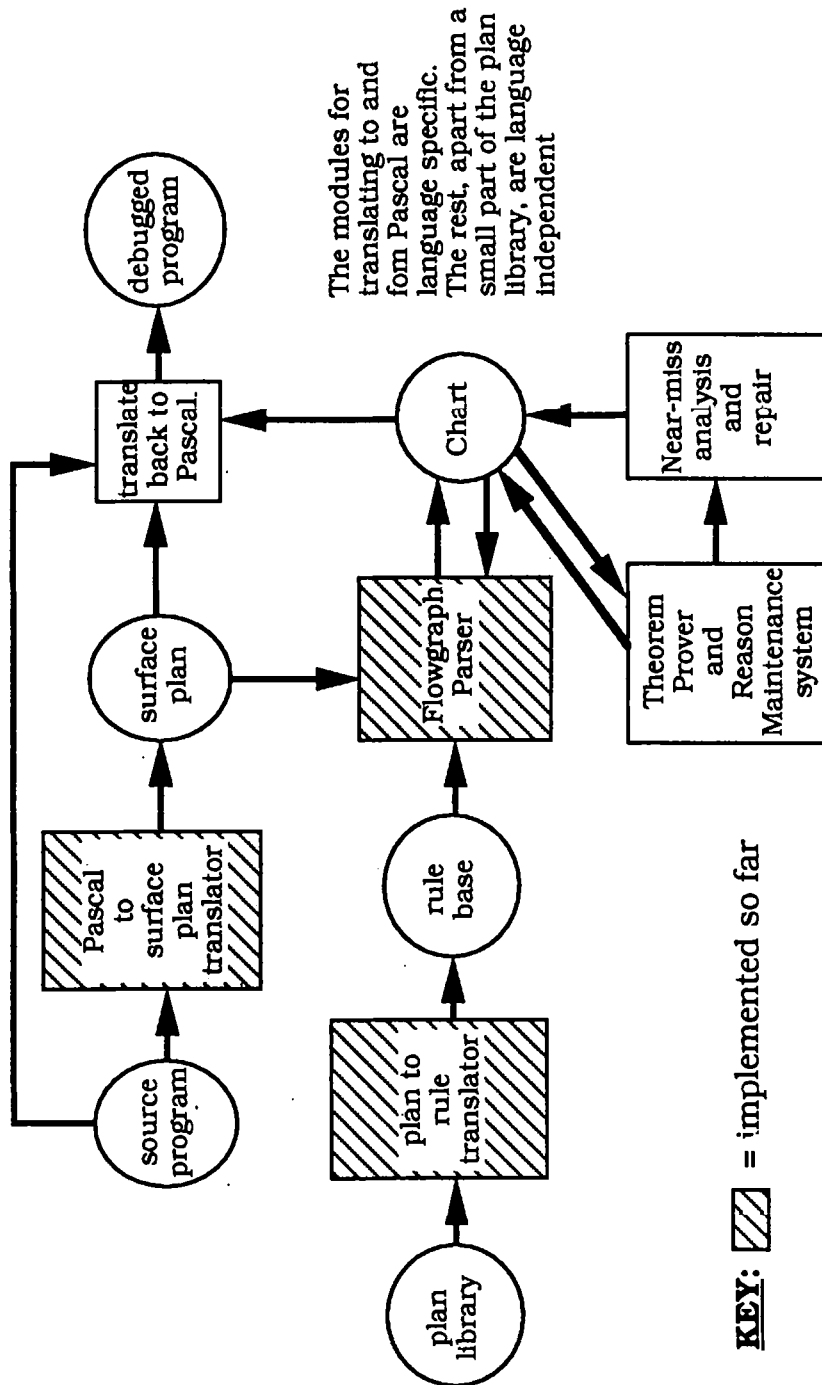 source
program
Pascal
to
surface
plan
translator
surface
plan
translate
back to
Pascal.
debugged
program
plan
library
plan to
rule
translator
rule
base
Flowgraph
Parser
Chart
The modules for
translating to and
fom Pascal are
language specific.
The rest, apart from a
small part of the plan
library, are language
independent
Theorem
Prover
and
Reason
Maintenance
system
Near-miss
analysis
and
repair
KEY: = implemented so far